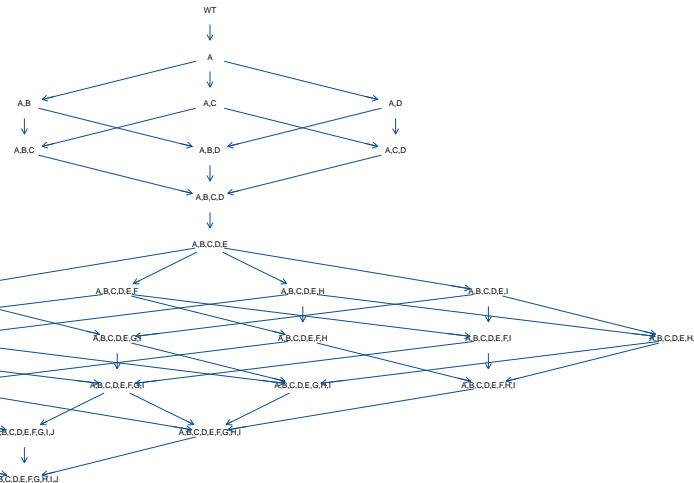 WT
A
A,B
A,C
A,D
A,B,C
A,B,D
A,C,D
A,B,C,D
A,B,C,D,E
A,B,C,D,E,F
A,B,C,D,E,H
A,B,C,D,E,I
A,B,C,D,E,G,I
A,B,C,D,E,F,H
A,B,C,D,E,F,I
A,B,C,D,E,H,
A,B,C,D,E,F,G,I
A,B,C,D,E,G,H,I
A,B,C,D,E,F,H,I
B,C,D,E,F,G,I,J
A,B,C,D,E,F,G,H,I
B,C,D,E,F,G,H,I,J